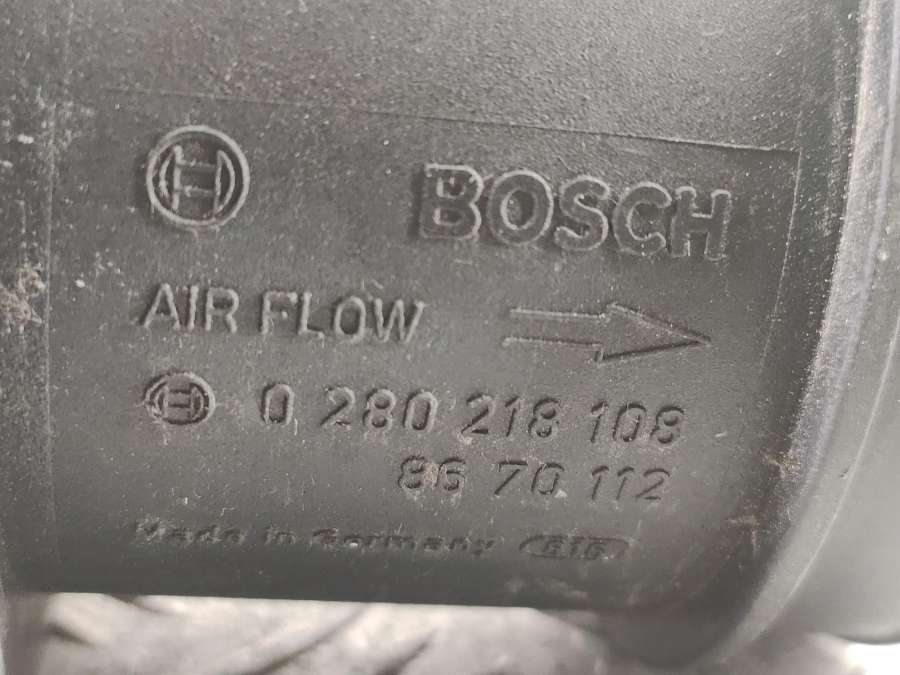 BOSCH
AIR FLOW
0 280 218 108
86 70 112
Made in Germany